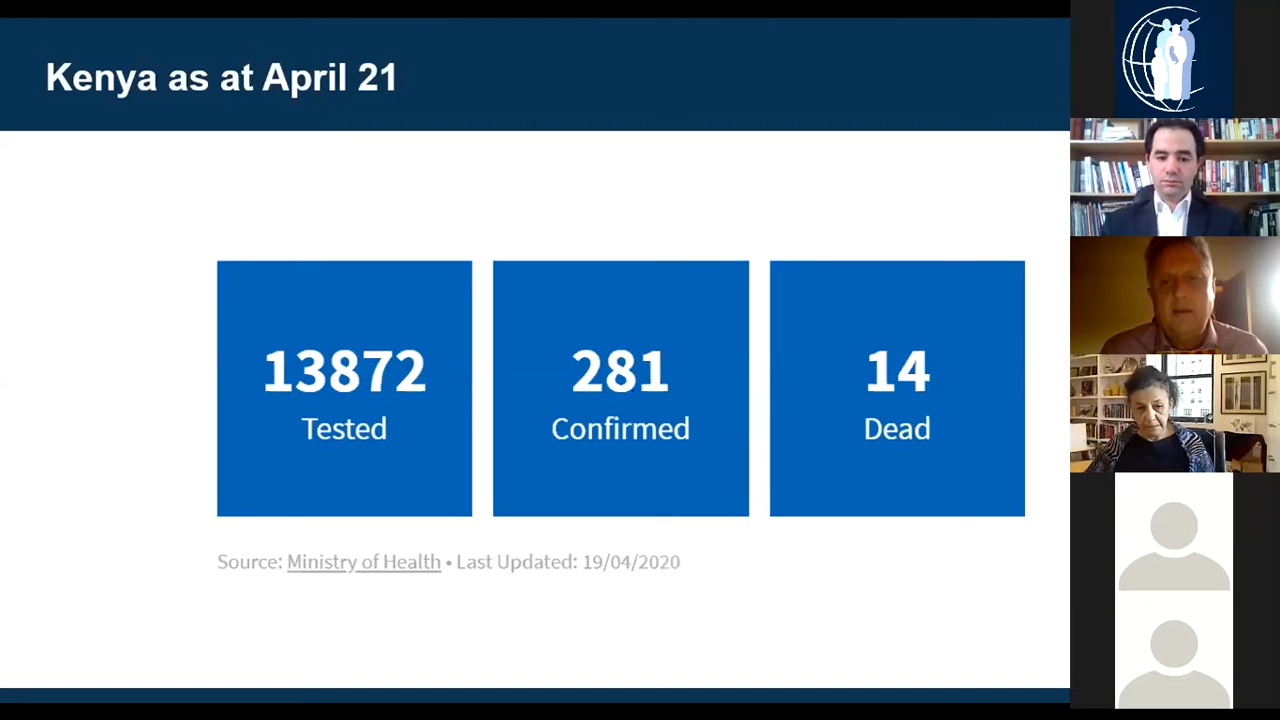 Kenya as at April 21
13872
Tested
281
Confirmed
14
Dead
Source: Ministry of Health • Last Updated: 19/04/2020